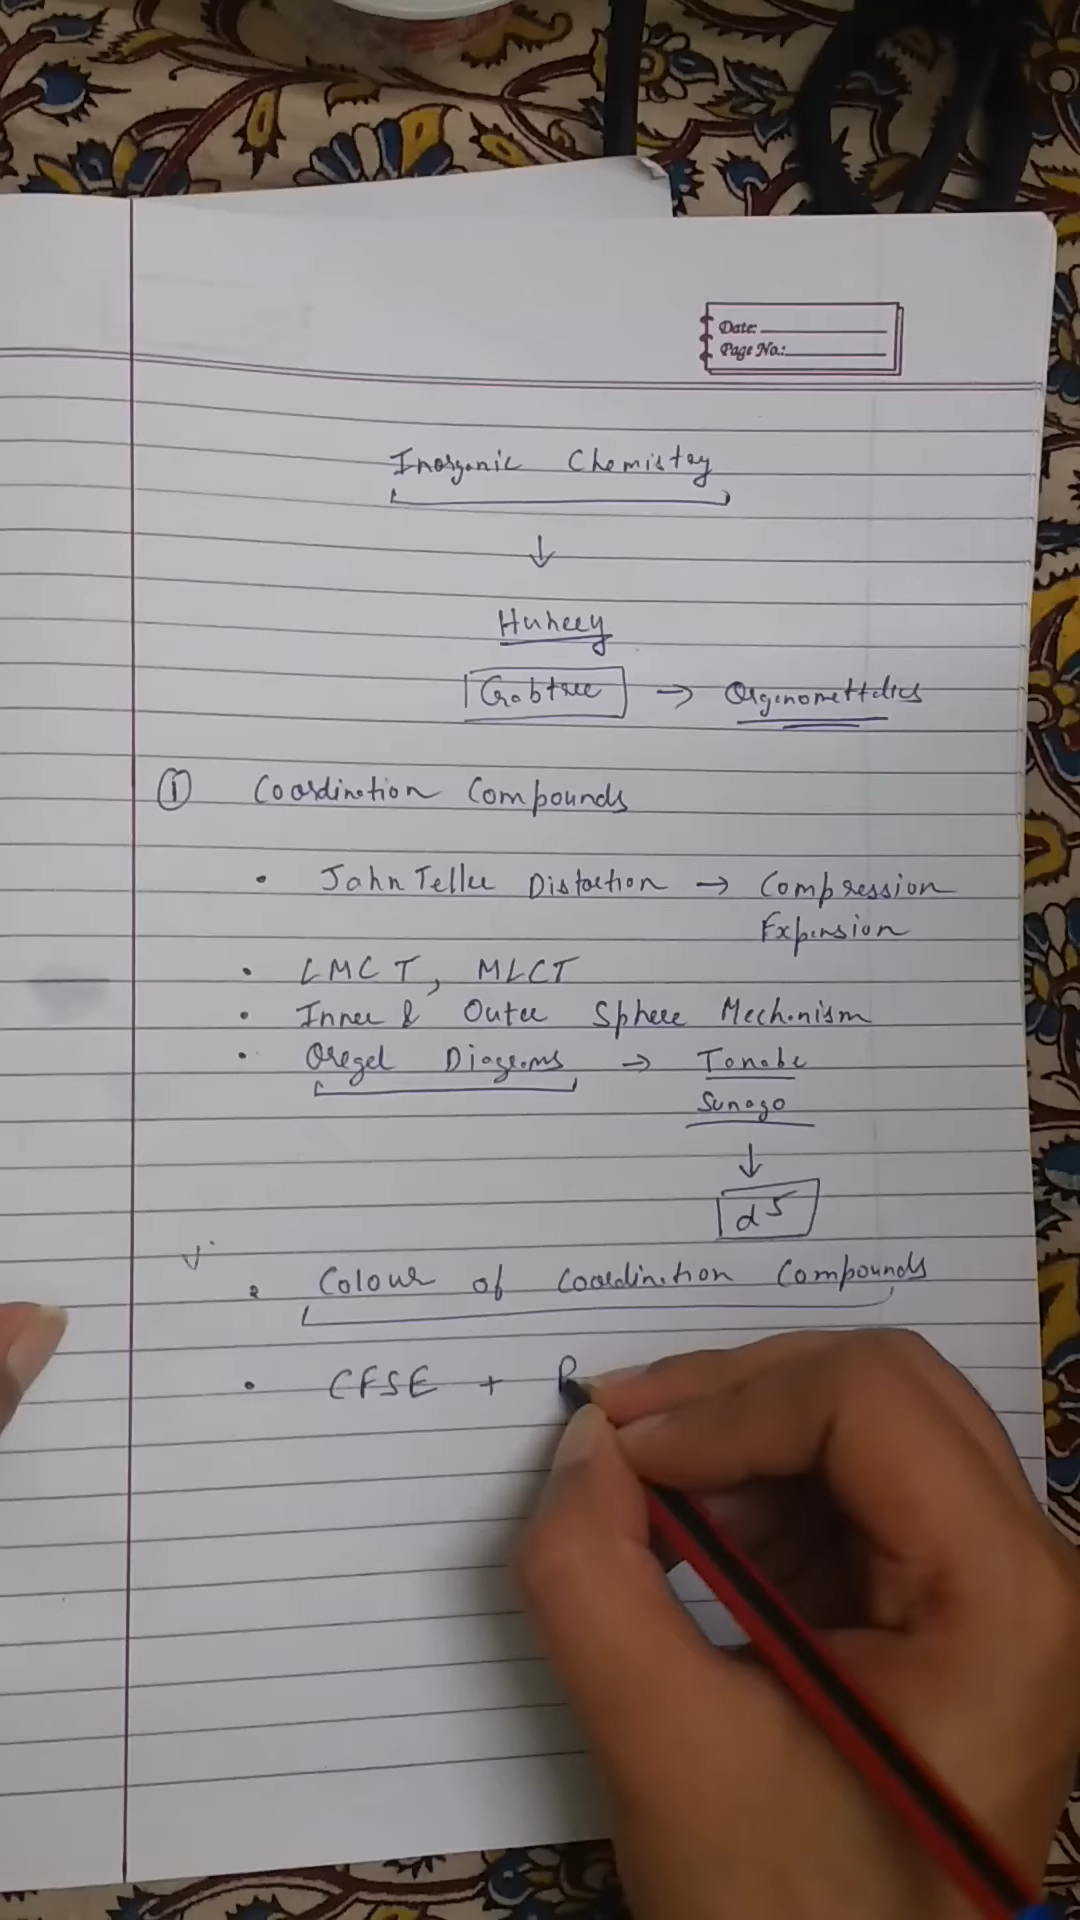 Date:
Page No.:
Inorganic Chemistry
↓
Huheey
Crabtree → Organometallics
① Coordination Compounds
• Jahn Teller Distortion → Compression
Expansion
• LMCT, MLCT
• Inner & Outer Sphere Mechanism
• Oregel Diagrams → Tanabe
Sunago
↓
d5
• Colour of Coordination Compounds
• CFSE + P